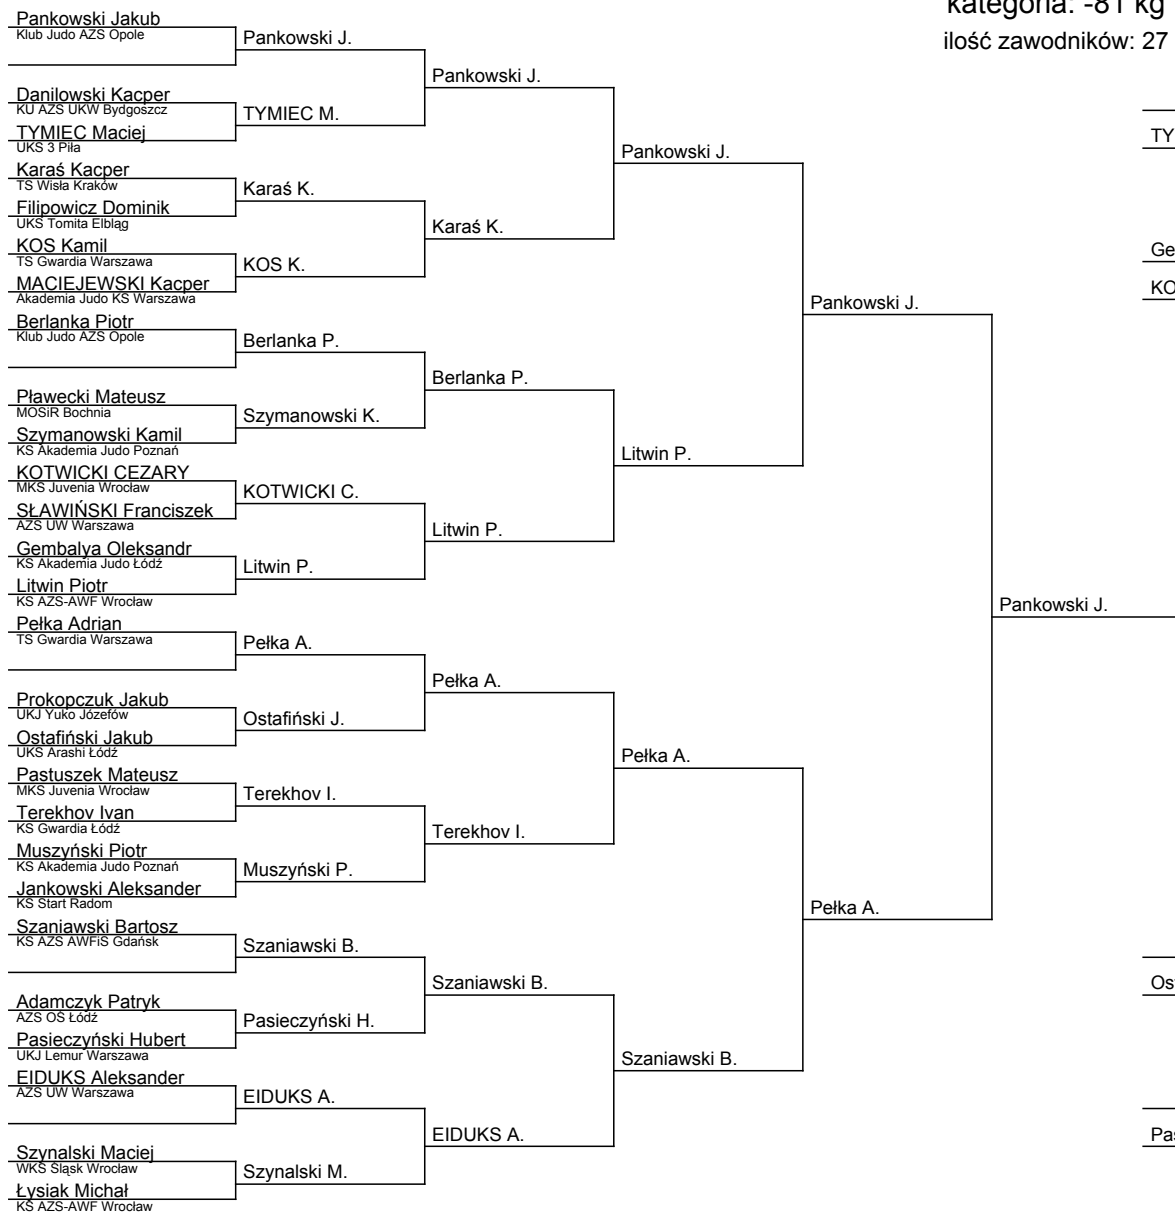 kategoria: -81 kg
ilość zawodników: 27
Pankowski Jakub
Klub Judo AZS Opole
Danilowski Kacper
KU AZS UKW Bydgoszcz
TYMIEC Maciej
UKS 3 Piła
Karaś Kacper
TS Wisła Kraków
Filipowicz Dominik
UKS Tomita Elbląg
KOS Kamil
TS Gwardia Warszawa
MACIEJEWSKI Kacper
Akademia Judo KS Warszawa
Berlanka Piotr
Klub Judo AZS Opole
Pławecki Mateusz
MOSiR Bochnia
Szymanowski Kamil
KS Akademia Judo Poznań
KOTWICKI CEZARY
MKS Juvenia Wrocław
SŁAWIŃSKI Franciszek
AZS UW Warszawa
Gembalya Oleksandr
KS Akademia Judo Łódź
Litwin Piotr
KS AZS-AWF Wrocław
Pełka Adrian
TS Gwardia Warszawa
Prokopczuk Jakub
UKJ Yuko Józefów
Ostafiński Jakub
UKS Arashi Łódź
Pastuszek Mateusz
MKS Juvenia Wrocław
Terekhov Ivan
KS Gwardia Łódź
Muszyński Piotr
KS Akademia Judo Poznań
Jankowski Aleksander
KS Start Radom
Szaniawski Bartosz
KS AZS AWFiS Gdańsk
Adamczyk Patryk
AZS OŚ Łódź
Pasieczyński Hubert
UKJ Lemur Warszawa
EIDUKS Aleksander
AZS UW Warszawa
Szynalski Maciej
WKS Śląsk Wrocław
Łysiak Michał
KS AZS-AWF Wrocław
Pankowski J.
TYMIEC M.
Karaś K.
KOS K.
Berlanka P.
Szymanowski K.
KOTWICKI C.
Litwin P.
Pełka A.
Ostafiński J.
Terekhov I.
Muszyński P.
Szaniawski B.
Pasieczyński H.
EIDUKS A.
Szynalski M.
Pankowski J.
Karaś K.
Berlanka P.
Litwin P.
Pełka A.
Terekhov I.
Szaniawski B.
EIDUKS A.
Pankowski J.
Litwin P.
Pełka A.
Szaniawski B.
Pankowski J.
Pełka A.
Pankowski J.
TY
Ge
KO
Os
Pas